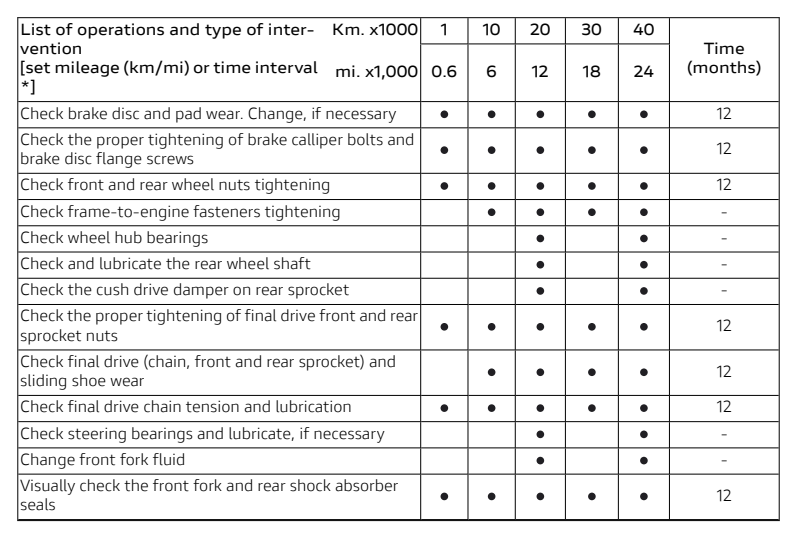 List of operations and type of inter- Km. x1000 1 10 20 30 40 Time
vention
[set mileage (km/mi) or time interval mi. x1,000 0.6 6 12 18 24 (months)
*]
Check brake disc and pad wear. Change, if necessary ● ● ● ● ● 12
Check the proper tightening of brake calliper bolts and
brake disc flange screws ● ● ● ● ● 12
Check front and rear wheel nuts tightening ● ● ● ● ● 12
Check frame-to-engine fasteners tightening ● ● ● ● -
Check wheel hub bearings ● ● -
Check and lubricate the rear wheel shaft ● ● -
Check the cush drive damper on rear sprocket ● ● -
Check the proper tightening of final drive front and rear
sprocket nuts ● ● ● ● ● 12
Check final drive (chain, front and rear sprocket) and
sliding shoe wear ● ● ● ● 12
Check final drive chain tension and lubrication ● ● ● ● ● 12
Check steering bearings and lubricate, if necessary ● ● -
Change front fork fluid ● ● -
Visually check the front fork and rear shock absorber
seals ● ● ● ● ● 12